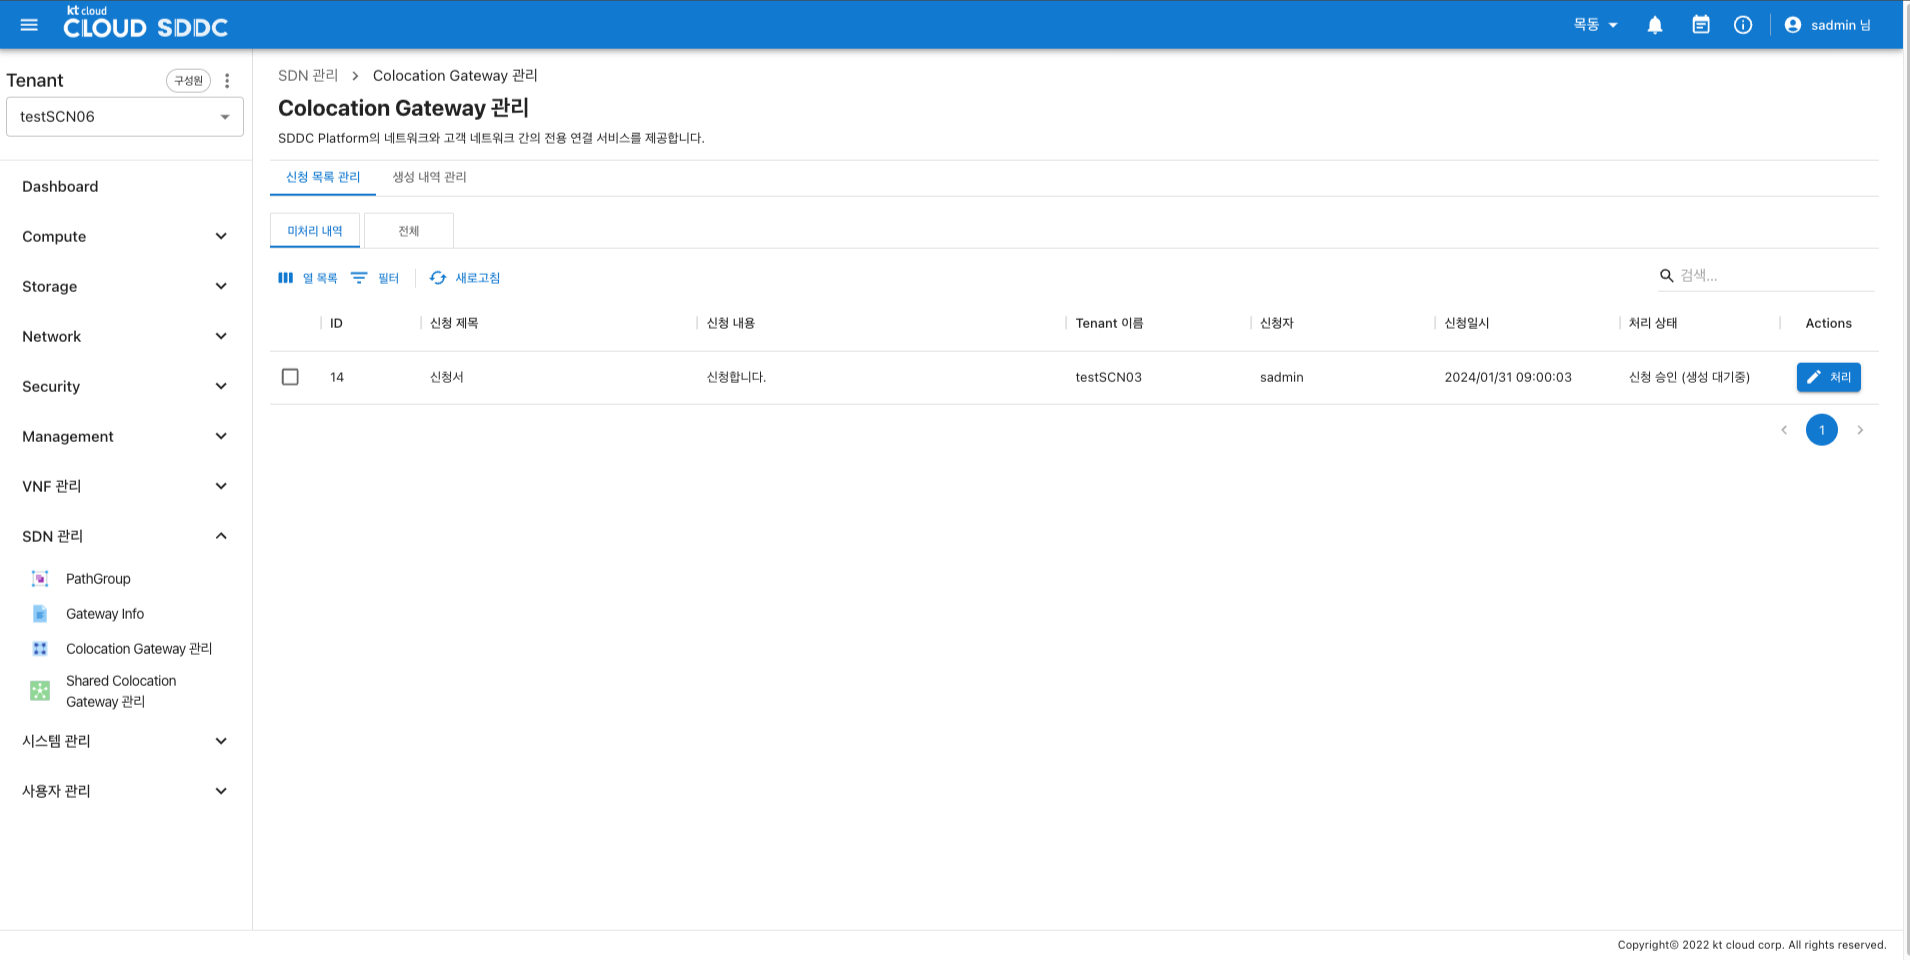 kt cloud
CLOUD SDDC
목동
sadmin 님
Tenant
구성원
testSCN06
Dashboard
Compute
Storage
Network
Security
Management
VNF 관리
SDN 관리
PathGroup
Gateway Info
Colocation Gateway 관리
Shared Colocation
Gateway 관리
시스템 관리
사용자 관리
SDN 관리 > Colocation Gateway 관리
Colocation Gateway 관리
SDDC Platform의 네트워크와 고객 네트워크 간의 전용 연결 서비스를 제공합니다.
신청 목록 관리 생성 내역 관리
미처리 내역 전체
열 목록 필터 새로고침 검색...
ID 신청 제목 신청 내용 Tenant 이름 신청자 신청일시 처리 상태 Actions
14 신청서 신청합니다. testSCN03 sadmin 2024/01/31 09:00:03 신청 승인 (생성 대기중) 처리
1
Copyright© 2022 kt cloud corp. All rights reserved.